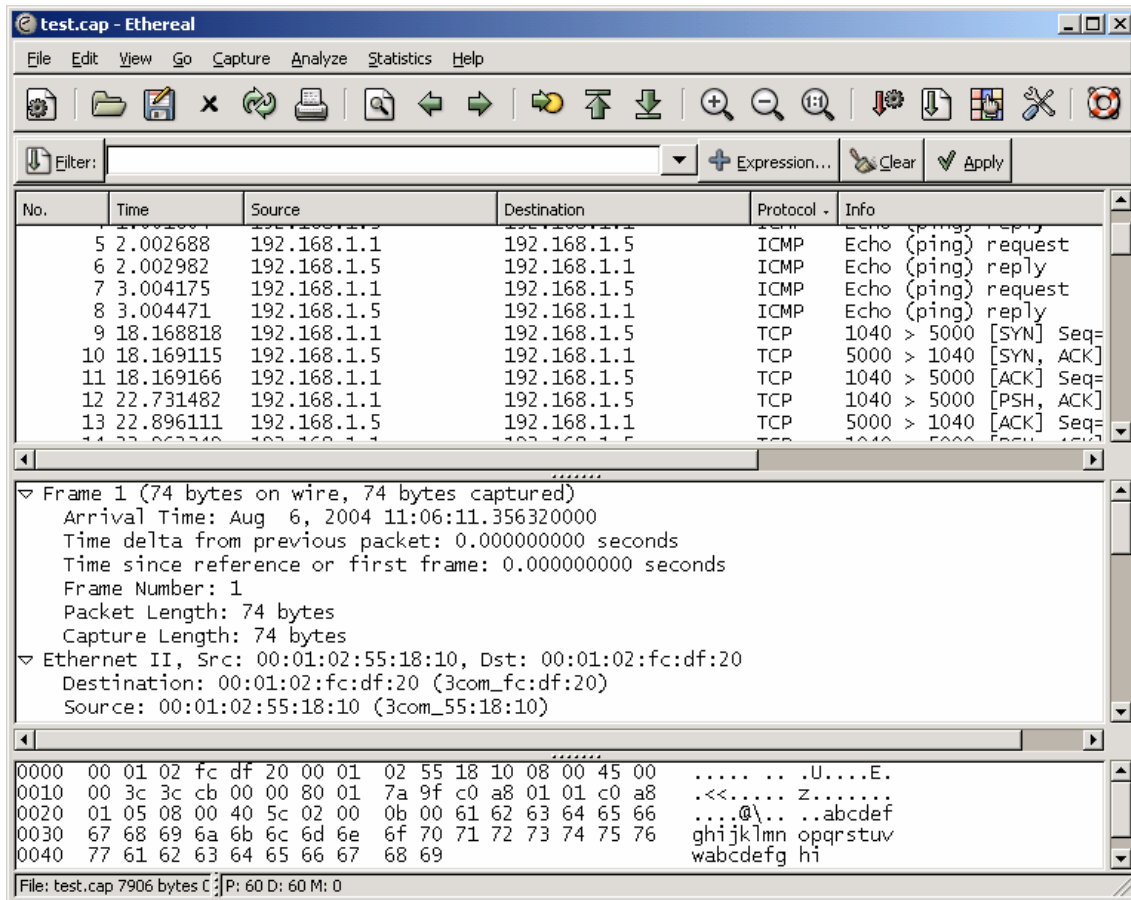 test.cap - Ethereal
File Edit View Go Capture Analyze Statistics Help
Filter: Expression... Clear Apply
No. Time Source Destination Protocol Info
5 2.002688 192.168.1.1 192.168.1.5 ICMP Echo (ping) request
6 2.002982 192.168.1.5 192.168.1.1 ICMP Echo (ping) reply
7 3.004175 192.168.1.1 192.168.1.5 ICMP Echo (ping) request
8 3.004471 192.168.1.5 192.168.1.1 ICMP Echo (ping) reply
9 18.168818 192.168.1.1 192.168.1.5 TCP 1040 > 5000 [SYN] Seq=
10 18.169115 192.168.1.5 192.168.1.1 TCP 5000 > 1040 [SYN, ACK]
11 18.169166 192.168.1.1 192.168.1.5 TCP 1040 > 5000 [ACK] Seq=
12 22.731482 192.168.1.1 192.168.1.5 TCP 1040 > 5000 [PSH, ACK]
13 22.896111 192.168.1.5 192.168.1.1 TCP 5000 > 1040 [ACK] Seq=
Frame 1 (74 bytes on wire, 74 bytes captured)
Arrival Time: Aug 6, 2004 11:06:11.356320000
Time delta from previous packet: 0.000000000 seconds
Time since reference or first frame: 0.000000000 seconds
Frame Number: 1
Packet Length: 74 bytes
Capture Length: 74 bytes
Ethernet II, Src: 00:01:02:55:18:10, Dst: 00:01:02:fc:df:20
Destination: 00:01:02:fc:df:20 (3com_fc:df:20)
Source: 00:01:02:55:18:10 (3com_55:18:10)
0000 00 01 02 fc df 20 00 01 02 55 18 10 08 00 45 00 ..... .. .U....E.
0010 00 3c 3c cb 00 00 80 01 7a 9f c0 a8 01 01 c0 a8 .<<..... z.......
0020 01 05 08 00 40 5c 02 00 0b 00 61 62 63 64 65 66 ....@\.. ..abcdef
0030 67 68 69 6a 6b 6c 6d 6e 6f 70 71 72 73 74 75 76 ghijklmn opqrstuv
0040 77 61 62 63 64 65 66 67 68 69 wabcdefg hi
File: test.cap 7906 bytes P: 60 D: 60 M: 0